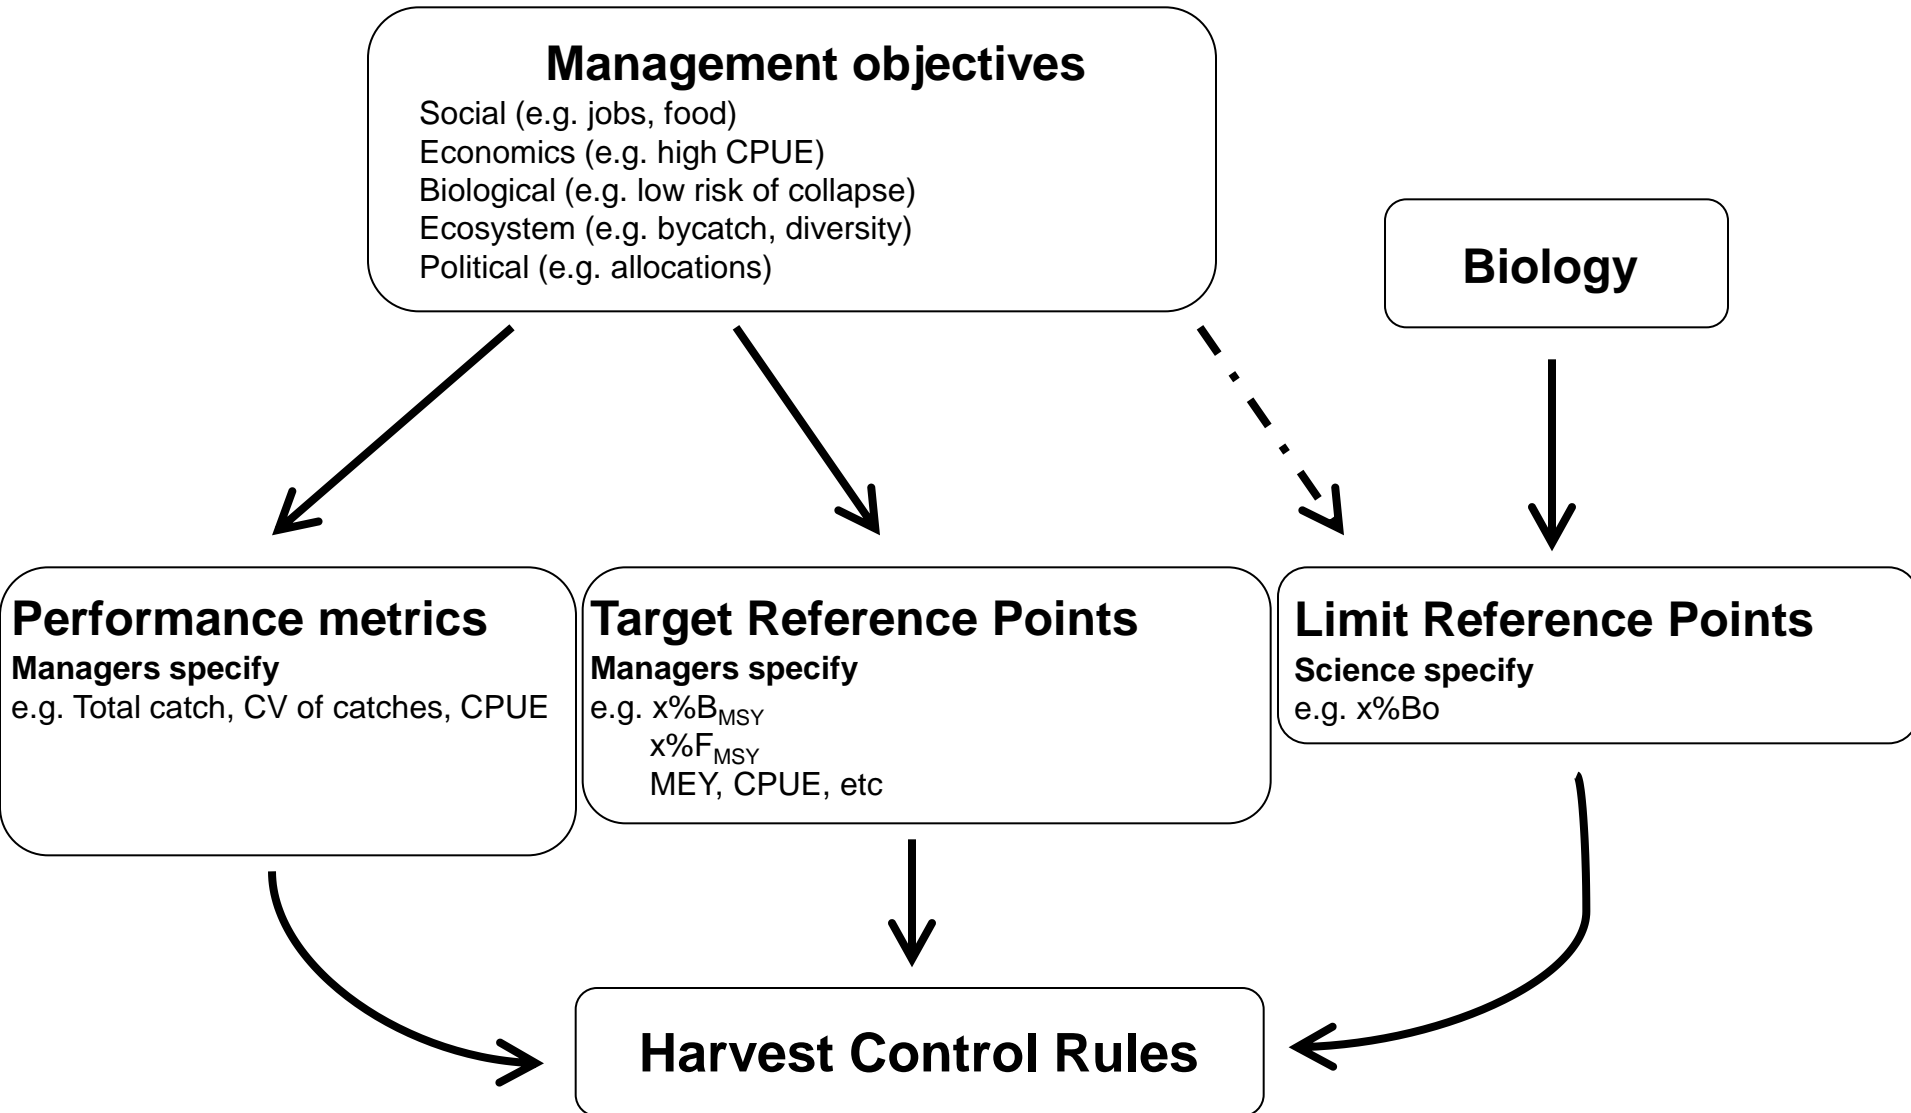 Management objectives
Social (e.g. jobs, food)
Economics (e.g. high CPUE)
Biological (e.g. low risk of collapse)
Ecosystem (e.g. bycatch, diversity)
Political (e.g. allocations)
Biology
Performance metrics
Managers specify
e.g. Total catch, CV of catches, CPUE
Target Reference Points
Managers specify
e.g. x%B_MSY
x%F_MSY
MEY, CPUE, etc
Limit Reference Points
Science specify
e.g. x%Bo
Harvest Control Rules